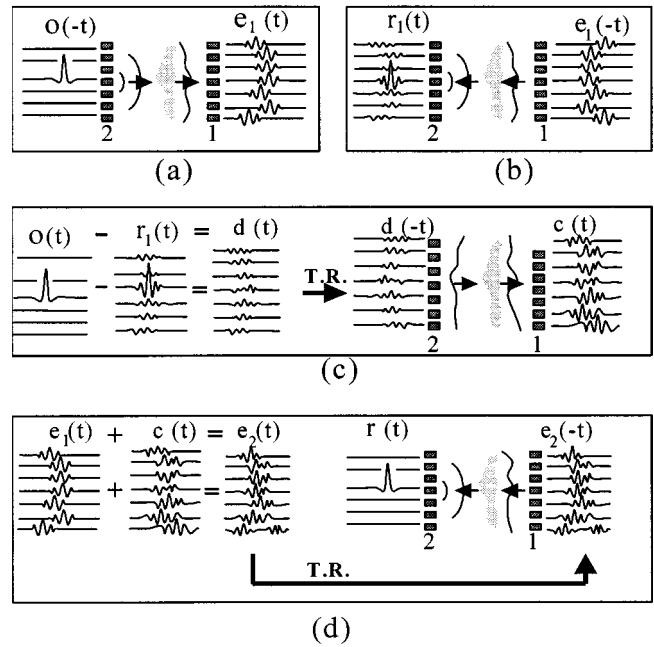 o(-t) e₁(t)
2 1
(a)
r₁(t) e₁(-t)
2 1
(b)
o(t) - r₁(t) = d(t) T.R. d(-t) c(t)
- =
2 1
(c)
e₁(t) + c(t) = e₂(t) r(t) e₂(-t)
+ =
2 1
T.R.
(d)